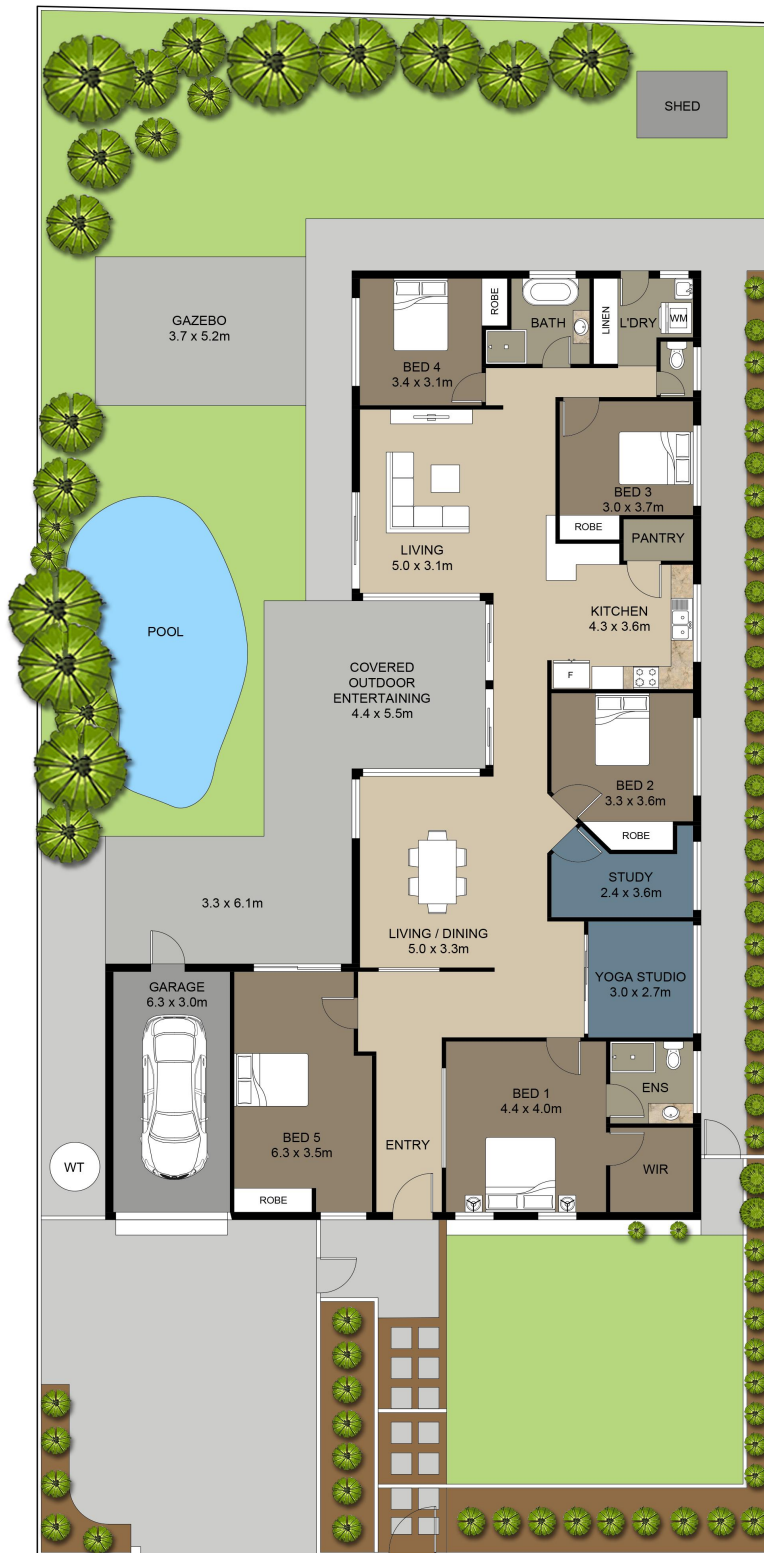 SHED
GAZEBO
3.7 x 5.2m
ROBE
BATH
LINEN
L'DRY
WM
BED 4
3.4 x 3.1m
BED 3
3.0 x 3.7m
ROBE
PANTRY
LIVING
5.0 x 3.1m
KITCHEN
4.3 x 3.6m
F
POOL
COVERED
OUTDOOR
ENTERTAINING
4.4 x 5.5m
BED 2
3.3 x 3.6m
ROBE
STUDY
2.4 x 3.6m
3.3 x 6.1m
LIVING / DINING
5.0 x 3.3m
YOGA STUDIO
3.0 x 2.7m
GARAGE
6.3 x 3.0m
ENS
BED 1
4.4 x 4.0m
BED 5
6.3 x 3.5m
ENTRY
WT
WIR
ROBE